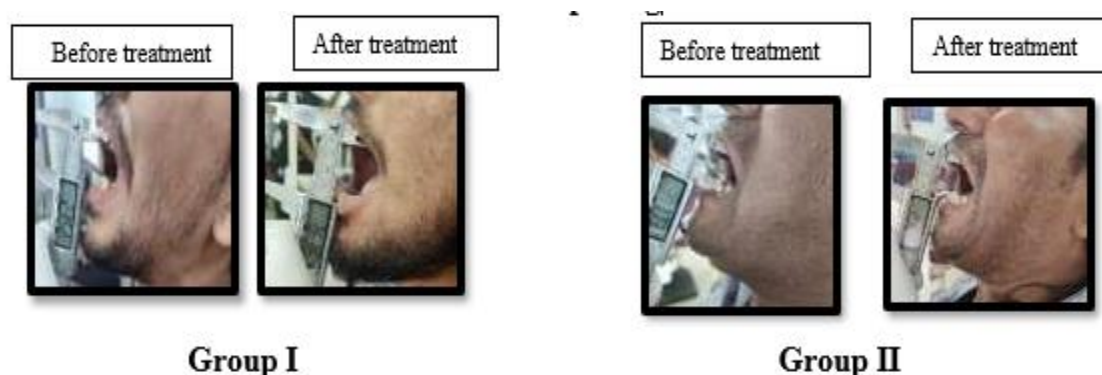 Before treatment
After treatment
Before treatment
After treatment
Group I
Group II